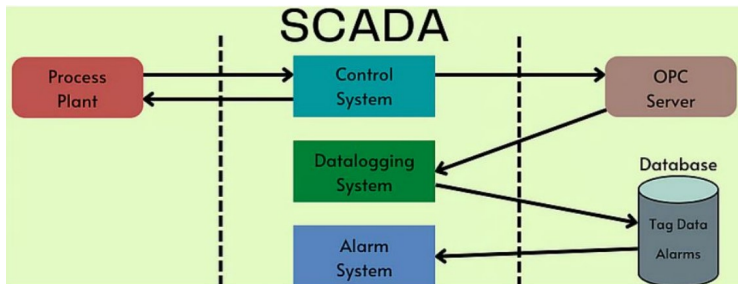 SCADA
Process
Plant
Control
System
OPC
Server
Datalogging
System
Database
Tag Data
Alarms
Alarm
System